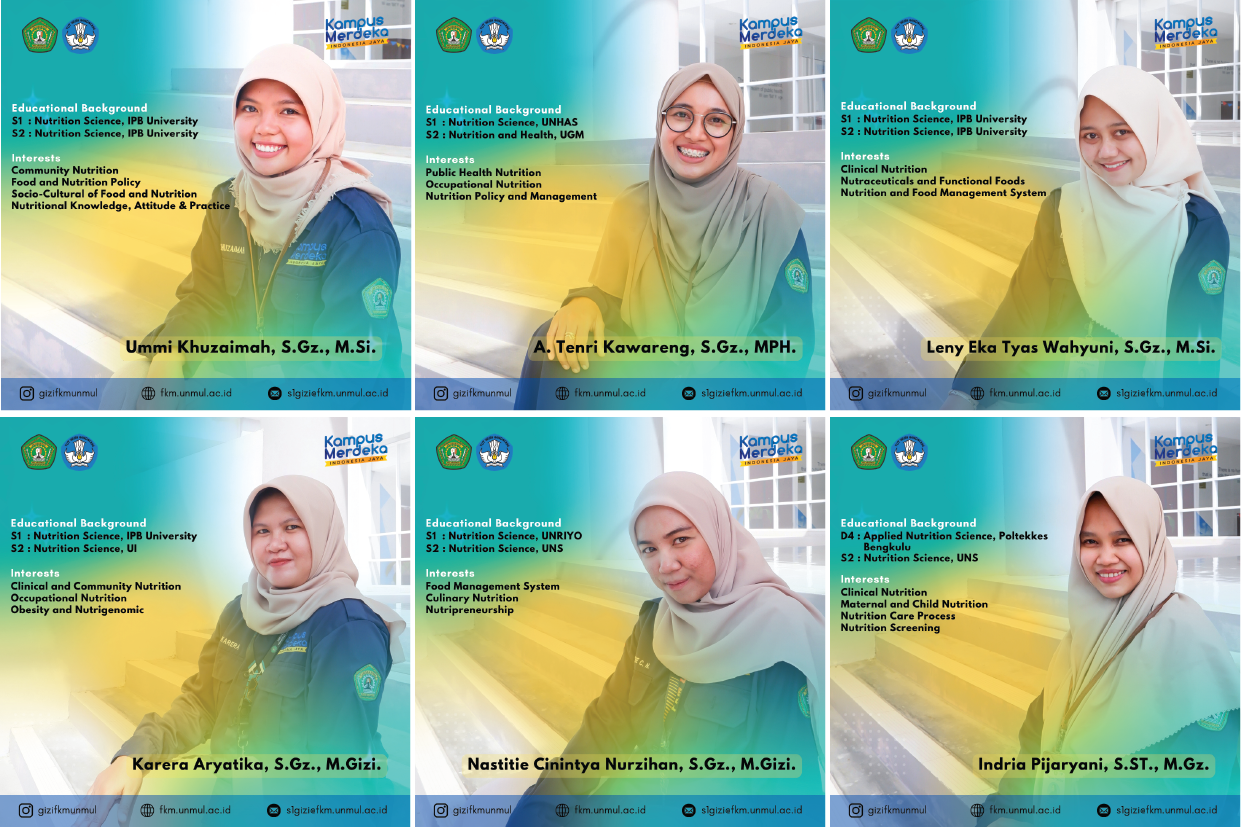 Kampus
Merdeka
INDONESIA JAYA
Educational Background
S1 : Nutrition Science, IPB University
S2 : Nutrition Science, IPB University
Interests
Community Nutrition
Food and Nutrition Policy
Socio-Cultural of Food and Nutrition
Nutritional Knowledge, Attitude & Practice
Kampus
Merdeka
Ummi Khuzaimah, S.Gz., M.Si.
gizifkmunmul
fkm.unmul.ac.id
s1gizi@fkm.unmul.ac.id
Kampus
Merdeka
INDONESIA JAYA
Educational Background
S1 : Nutrition Science, UNHAS
S2 : Nutrition and Health, UGM
Interests
Public Health Nutrition
Occupational Nutrition
Nutrition Policy and Management
A. Tenri Kawareng, S.Gz., MPH.
gizifkmunmul
fkm.unmul.ac.id
s1gizi@fkm.unmul.ac.id
Kampus
Merdeka
INDONESIA JAYA
Educational Background
S1 : Nutrition Science, IPB University
S2 : Nutrition Science, IPB University
Interests
Clinical Nutrition
Nutraceuticals and Functional Foods
Nutrition and Food Management System
Leny Eka Tyas Wahyuni, S.Gz., M.Si.
gizifkmunmul
fkm.unmul.ac.id
s1gizi@fkm.unmul.ac.id
Kampus
Merdeka
INDONESIA JAYA
Educational Background
S1 : Nutrition Science, IPB University
S2 : Nutrition Science, UI
Interests
Clinical and Community Nutrition
Occupational Nutrition
Obesity and Nutrigenomic
KARERA
Karera Aryatika, S.Gz., M.Gizi.
gizifkmunmul
fkm.unmul.ac.id
s1gizi@fkm.unmul.ac.id
Kampus
Merdeka
INDONESIA JAYA
Educational Background
S1 : Nutrition Science, UNRIYO
S2 : Nutrition Science, UNS
Interests
Food Management System
Culinary Nutrition
Nutripreneurship
Nastitie Cinintya Nurzihan, S.Gz., M.Gizi.
gizifkmunmul
fkm.unmul.ac.id
s1gizi@fkm.unmul.ac.id
Kampus
Merdeka
INDONESIA JAYA
Educational Background
D4 : Applied Nutrition Science, Poltekkes
Bengkulu
S2 : Nutrition Science, UNS
Interests
Clinical Nutrition
Maternal and Child Nutrition
Nutrition Care Process
Nutrition Screening
Indria Pijaryani, S.ST., M.Gz.
gizifkmunmul
fkm.unmul.ac.id
s1gizi@fkm.unmul.ac.id